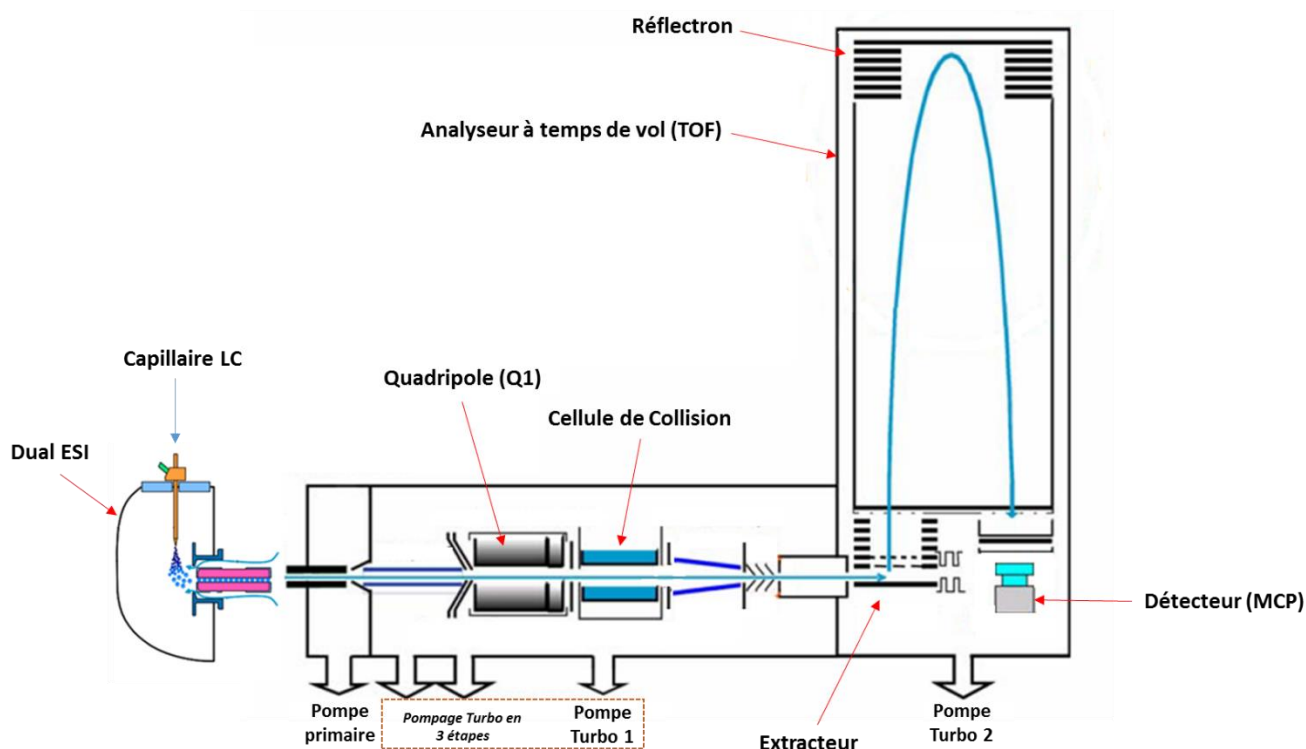 Réflectron
Analyseur à temps de vol (TOF)
Capillaire LC
Quadripole (Q1)
Cellule de Collision
Dual ESI
Détecteur (MCP)
Pompe
primaire
Pompage Turbo en
3 étapes
Pompe
Turbo 1
Extracteur
Pompe
Turbo 2